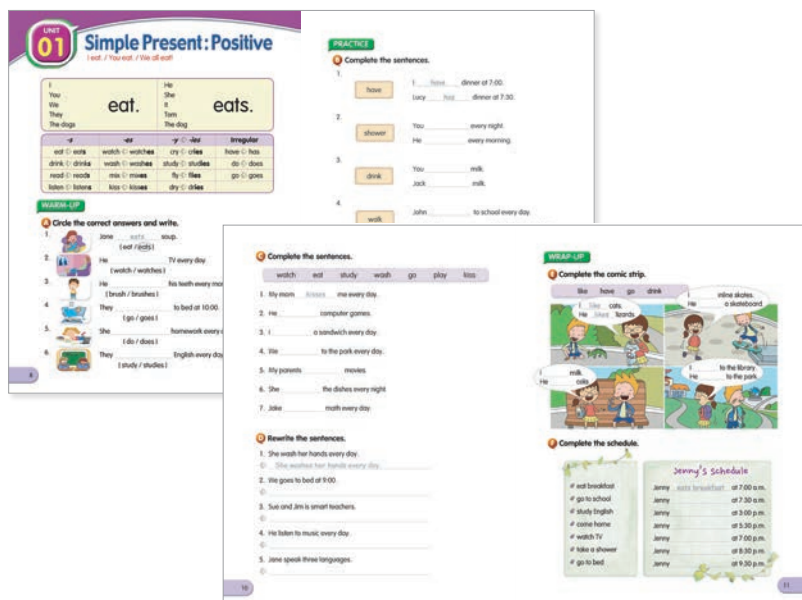 UNIT
01
Simple Present: Positive
I eat. / You eat. / We all eat!
I
You
We
They
The dogs
eat.
He
She
It
Tom
The dog
eats.
-s -es -y -ies Irregular
eat eats watch watches cry cries have has
drink drinks wash washes study studies do does
read reads mix mixes fly flies go goes
listen listens kiss kisses dry dries
WARM-UP
A Circle the correct answers and write.
1. Jane eats soup.
(eat / eats)
2. He TV every day
(watch / watches)
3. He his teeth every mo
(brush / brushes)
4. They to bed at 10:00.
(go / goes)
5. She homework every
(do / does)
6. They English every day
(study / studies)
8
PRACTICE
B Complete the sentences.
1. have
I have dinner at 7:00.
Lucy has dinner at 7:30.
2. shower
You every night.
He every morning.
3. drink
You milk.
Jack milk.
4. walk
John to school every day.
C Complete the sentences.
watch eat study wash go play kiss
1. My mom kisses me every day.
2. He computer games.
3. I a sandwich every day.
4. We to the park every day.
5. My parents movies.
6. She the dishes every night
7. Jake math every day.
D Rewrite the sentences.
1. She wash her hands every day.
She washes her hands every day.
2. We goes to bed at 9:00.
3. Sue and Jim is smart teachers.
4. He listen to music every day.
5. Jane speak three languages.
10
WRAP-UP
E Complete the comic strip.
like have go drink
I like cats.
He likes lizards.
I inline skates.
He a skateboard.
I milk.
He cola.
I to the library.
He to the park.
F Complete the schedule.
eat breakfast
go to school
study English
come home
watch TV
take a shower
go to bed
Jenny's Schedule
Jenny eats breakfast at 7:00 a.m.
Jenny at 7:30 a.m.
Jenny at 3:00 p.m.
Jenny at 5:30 p.m.
Jenny at 7:00 p.m.
Jenny at 8:30 p.m.
Jenny at 9:30 p.m.
11